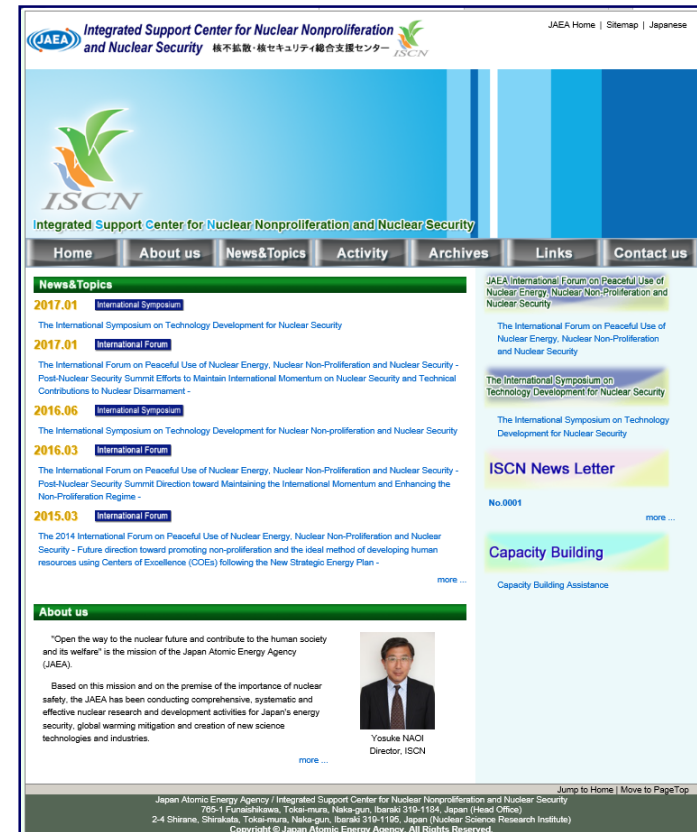 JAEA
Integrated Support Center for Nuclear Nonproliferation
and Nuclear Security 核不拡散・核セキュリティ総合支援センター
ISCN
JAEA Home | Sitemap | Japanese
ISCN
Integrated Support Center for Nuclear Nonproliferation and Nuclear Security
Home About us News&Topics Activity Archives Links Contact us
News&Topics
2017.01 International Symposium
The International Symposium on Technology Development for Nuclear Security
2017.01 International Forum
The International Forum on Peaceful Use of Nuclear Energy, Nuclear Non-Proliferation and Nuclear Security -
Post-Nuclear Security Summit Efforts to Maintain International Momentum on Nuclear Security and Technical
Contributions to Nuclear Disarmament -
2016.06 International Symposium
The International Symposium on Technology Development for Nuclear Non-proliferation and Nuclear Security
2016.03 International Forum
The International Forum on Peaceful Use of Nuclear Energy, Nuclear Non-Proliferation and Nuclear Security -
Post-Nuclear Security Summit Direction toward Maintaining the International Momentum and Enhancing the
Non-Proliferation Regime -
2015.03 International Forum
The 2014 International Forum on Peaceful Use of Nuclear Energy, Nuclear Non-Proliferation and Nuclear
Security - Future direction toward promoting non-proliferation and the ideal method of developing human
resources using Centers of Excellence (COEs) following the New Strategic Energy Plan -
more ...
About us
"Open the way to the nuclear future and contribute to the human society
and its welfare" is the mission of the Japan Atomic Energy Agency
(JAEA).
Based on this mission and on the premise of the importance of nuclear
safety, the JAEA has been conducting comprehensive, systematic and
effective nuclear research and development activities for Japan's energy
security, global warming mitigation and creation of new science
technologies and industries.
more ...
Yosuke NAOI
Director, ISCN
JAEA International Forum on Peaceful Use of
Nuclear Energy, Nuclear Non-Proliferation and
Nuclear Security
The International Forum on Peaceful Use of
Nuclear Energy, Nuclear Non-Proliferation
and Nuclear Security
The International Symposium on
Technology Development for Nuclear Security
The International Symposium on Technology
Development for Nuclear Security
ISCN News Letter
No.0001
more ...
Capacity Building
Capacity Building Assistance
Jump to Home | Move to PageTop
Japan Atomic Energy Agency / Integrated Support Center for Nuclear Nonproliferation and Nuclear Security
765-1 Funaishikawa, Tokai-mura, Naka-gun, Ibaraki 319-1184, Japan (Head Office)
2-4 Shirane, Shirakata, Tokai-mura, Naka-gun, Ibaraki 319-1195, Japan (Nuclear Science Research Institute)
Copyright © Japan Atomic Energy Agency. All Rights Reserved.